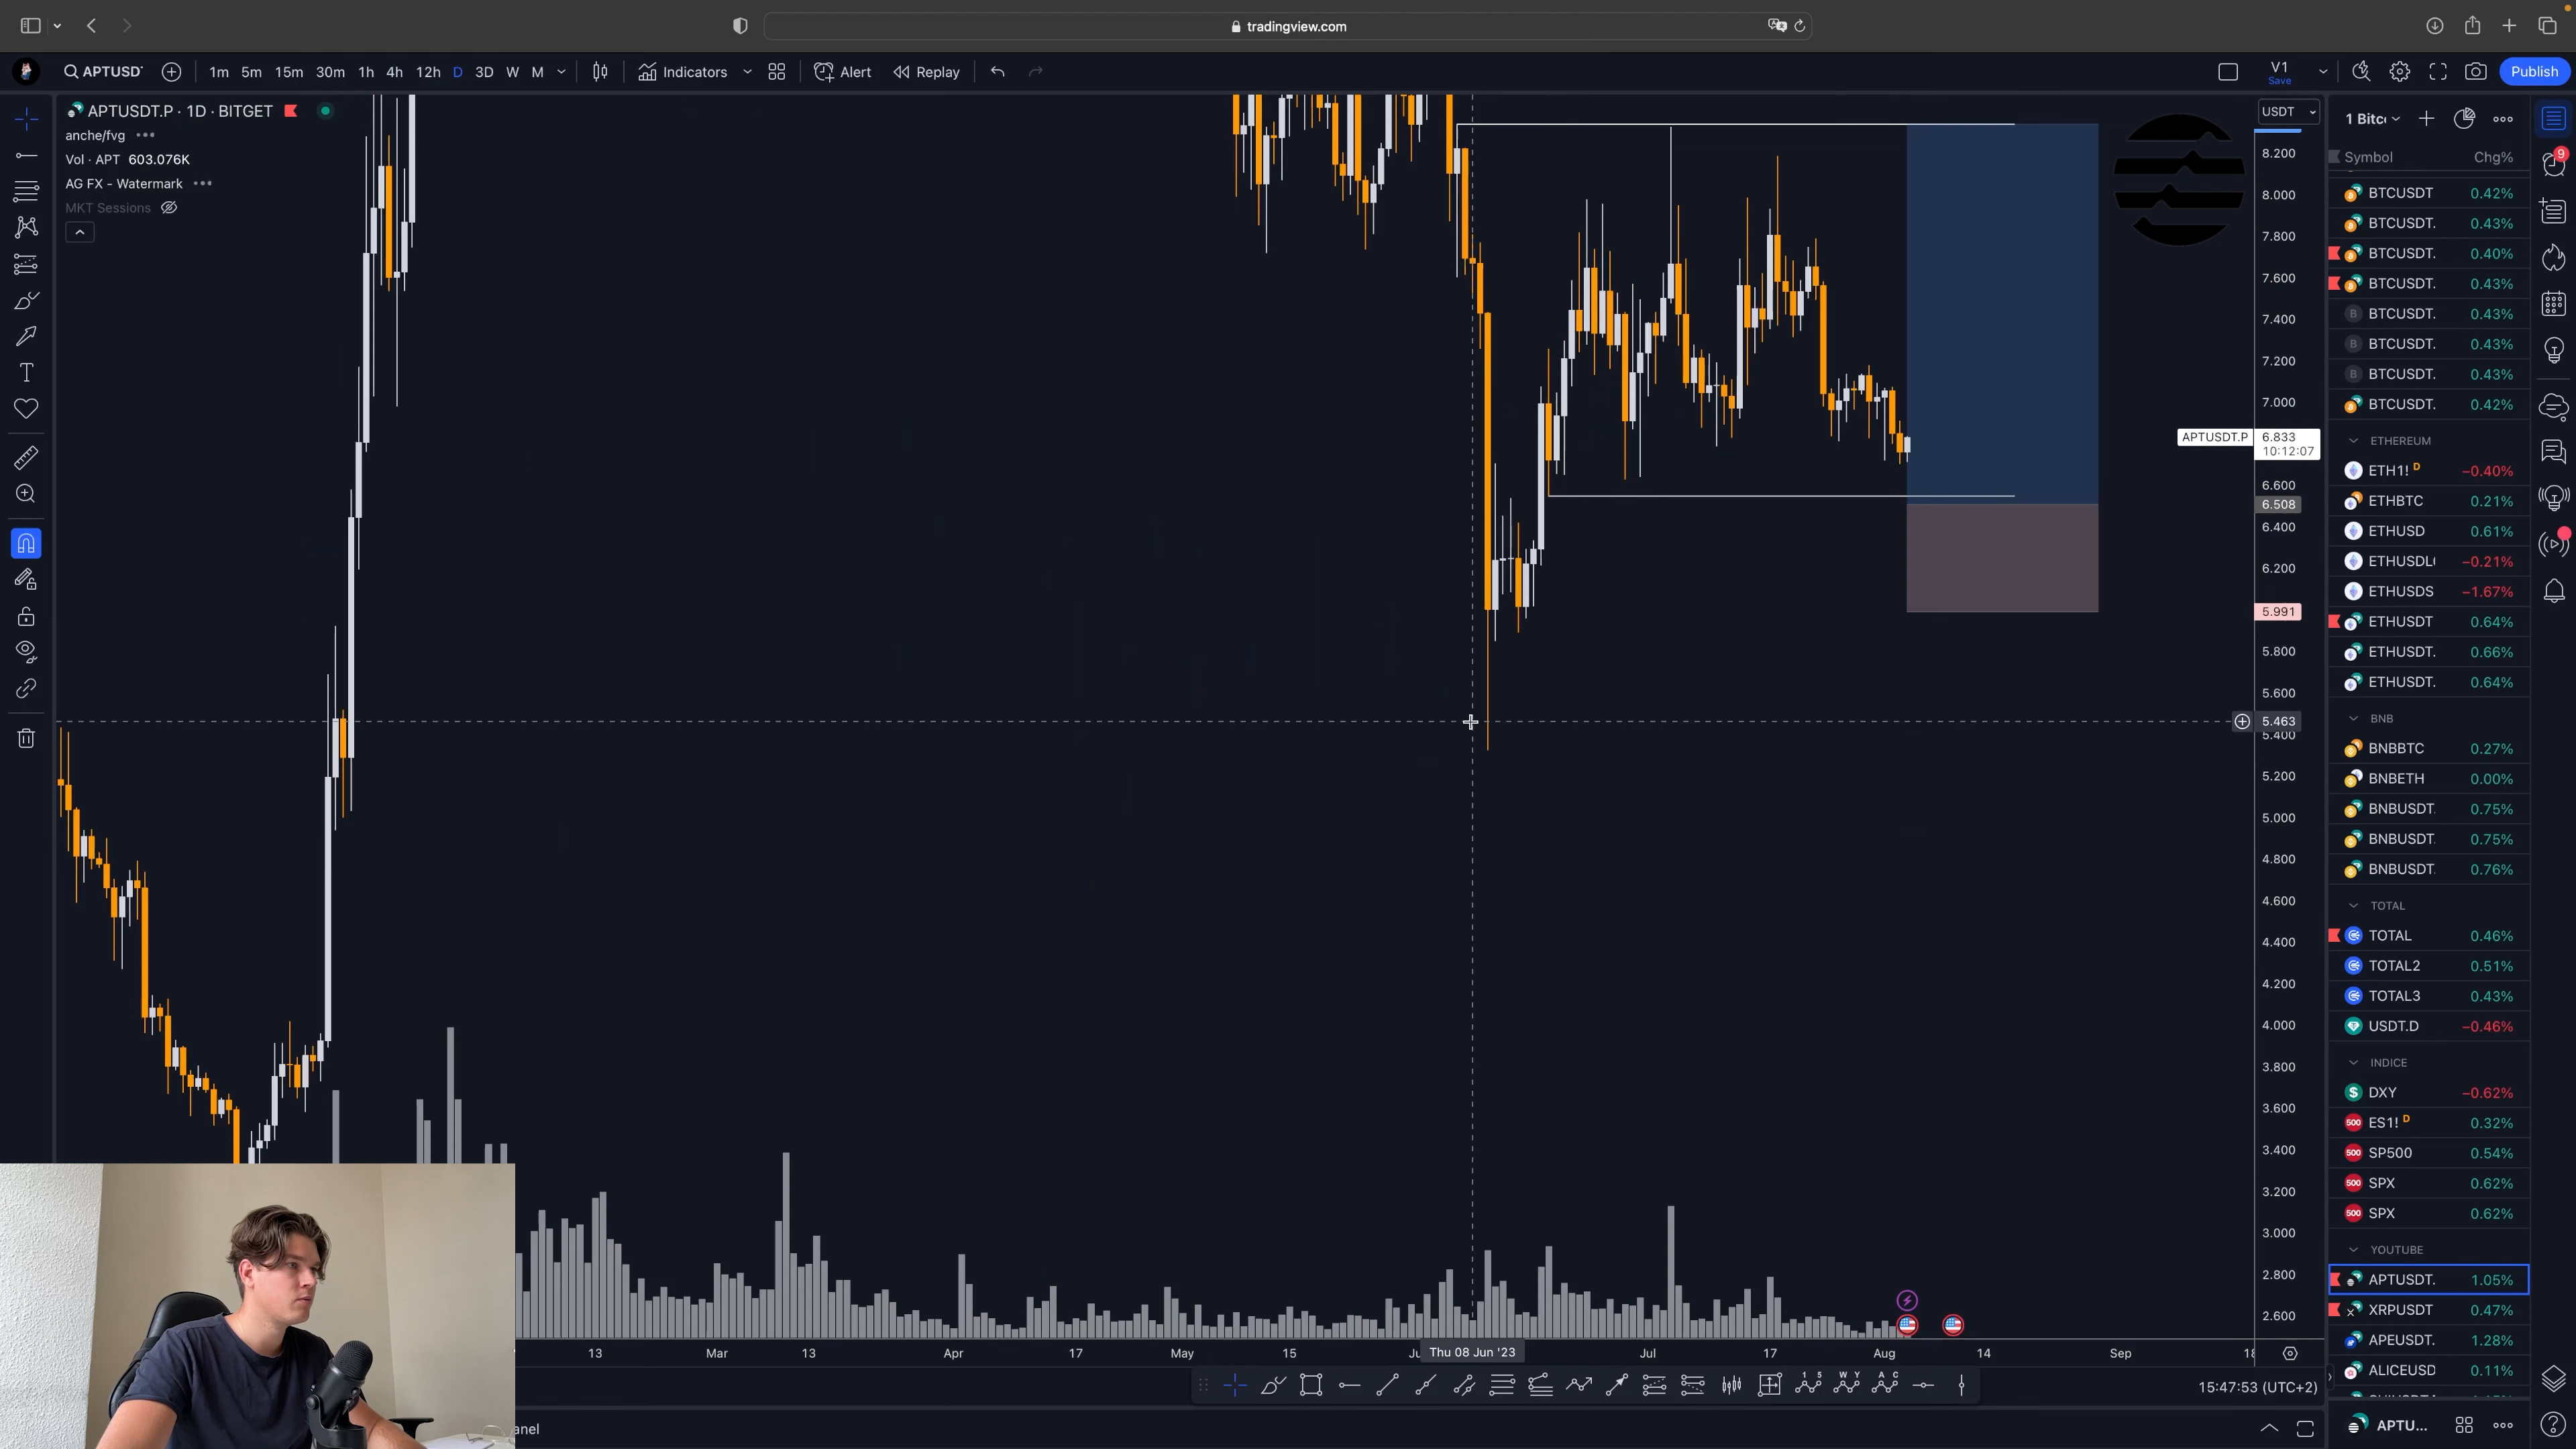 tradingview.com
APTUSD
1m 5m 15m 30m 1h 4h 12h D 3D W M Indicators Alert Replay
V1
Save
Publish
APTUSDT.P · 1D · BITGET
anche/fvg
Vol · APT 603.076K
AG FX - Watermark
MKT Sessions
USDT
8.200
8.000
7.800
7.600
7.400
7.200
7.000
APTUSDT.P 6.833
10:12:07
6.600
6.508
6.400
6.200
5.991
5.800
5.600
5.463
5.400
5.200
5.000
4.800
4.600
4.400
4.200
4.000
3.800
3.600
3.400
3.200
3.000
2.800
2.600
13 Mar 13 Apr 17 May 15 Thu 08 Jun '23 Jul 17 Aug 14 Sep
15:47:53 (UTC+2)
anel
1 Bitc
Symbol Chg%
BTCUSDT 0.42%
BTCUSDT. 0.43%
BTCUSDT. 0.40%
BTCUSDT. 0.43%
B BTCUSDT. 0.43%
B BTCUSDT. 0.43%
B BTCUSDT. 0.43%
BTCUSDT. 0.42%
ETHEREUM
ETH1! D −0.40%
ETHBTC 0.21%
ETHUSD 0.61%
ETHUSDL −0.21%
ETHUSDS −1.67%
ETHUSDT 0.64%
ETHUSDT. 0.66%
ETHUSDT. 0.64%
BNB
BNBBTC 0.27%
BNBETH 0.00%
BNBUSDT 0.75%
BNBUSDT. 0.75%
BNBUSDT. 0.76%
TOTAL
TOTAL 0.46%
TOTAL2 0.51%
TOTAL3 0.43%
USDT.D −0.46%
INDICE
DXY −0.62%
500 ES1! D 0.32%
500 SP500 0.54%
500 SPX 0.62%
500 SPX 0.62%
YOUTUBE
APTUSDT. 1.05%
XRPUSDT 0.47%
APEUSDT. 1.28%
ALICEUSD 0.11%
APTU...
9